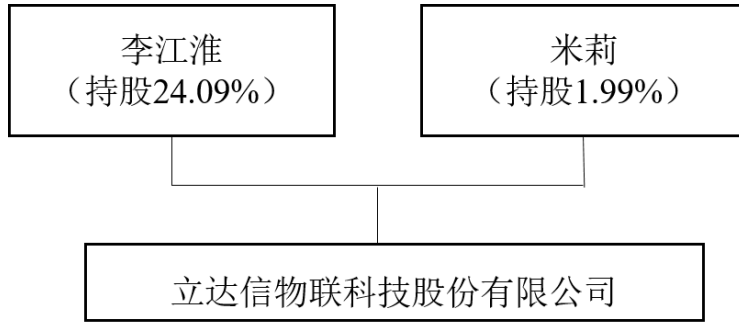 李江淮
（持股24.09%）
米莉
（持股1.99%）
立达信物联科技股份有限公司